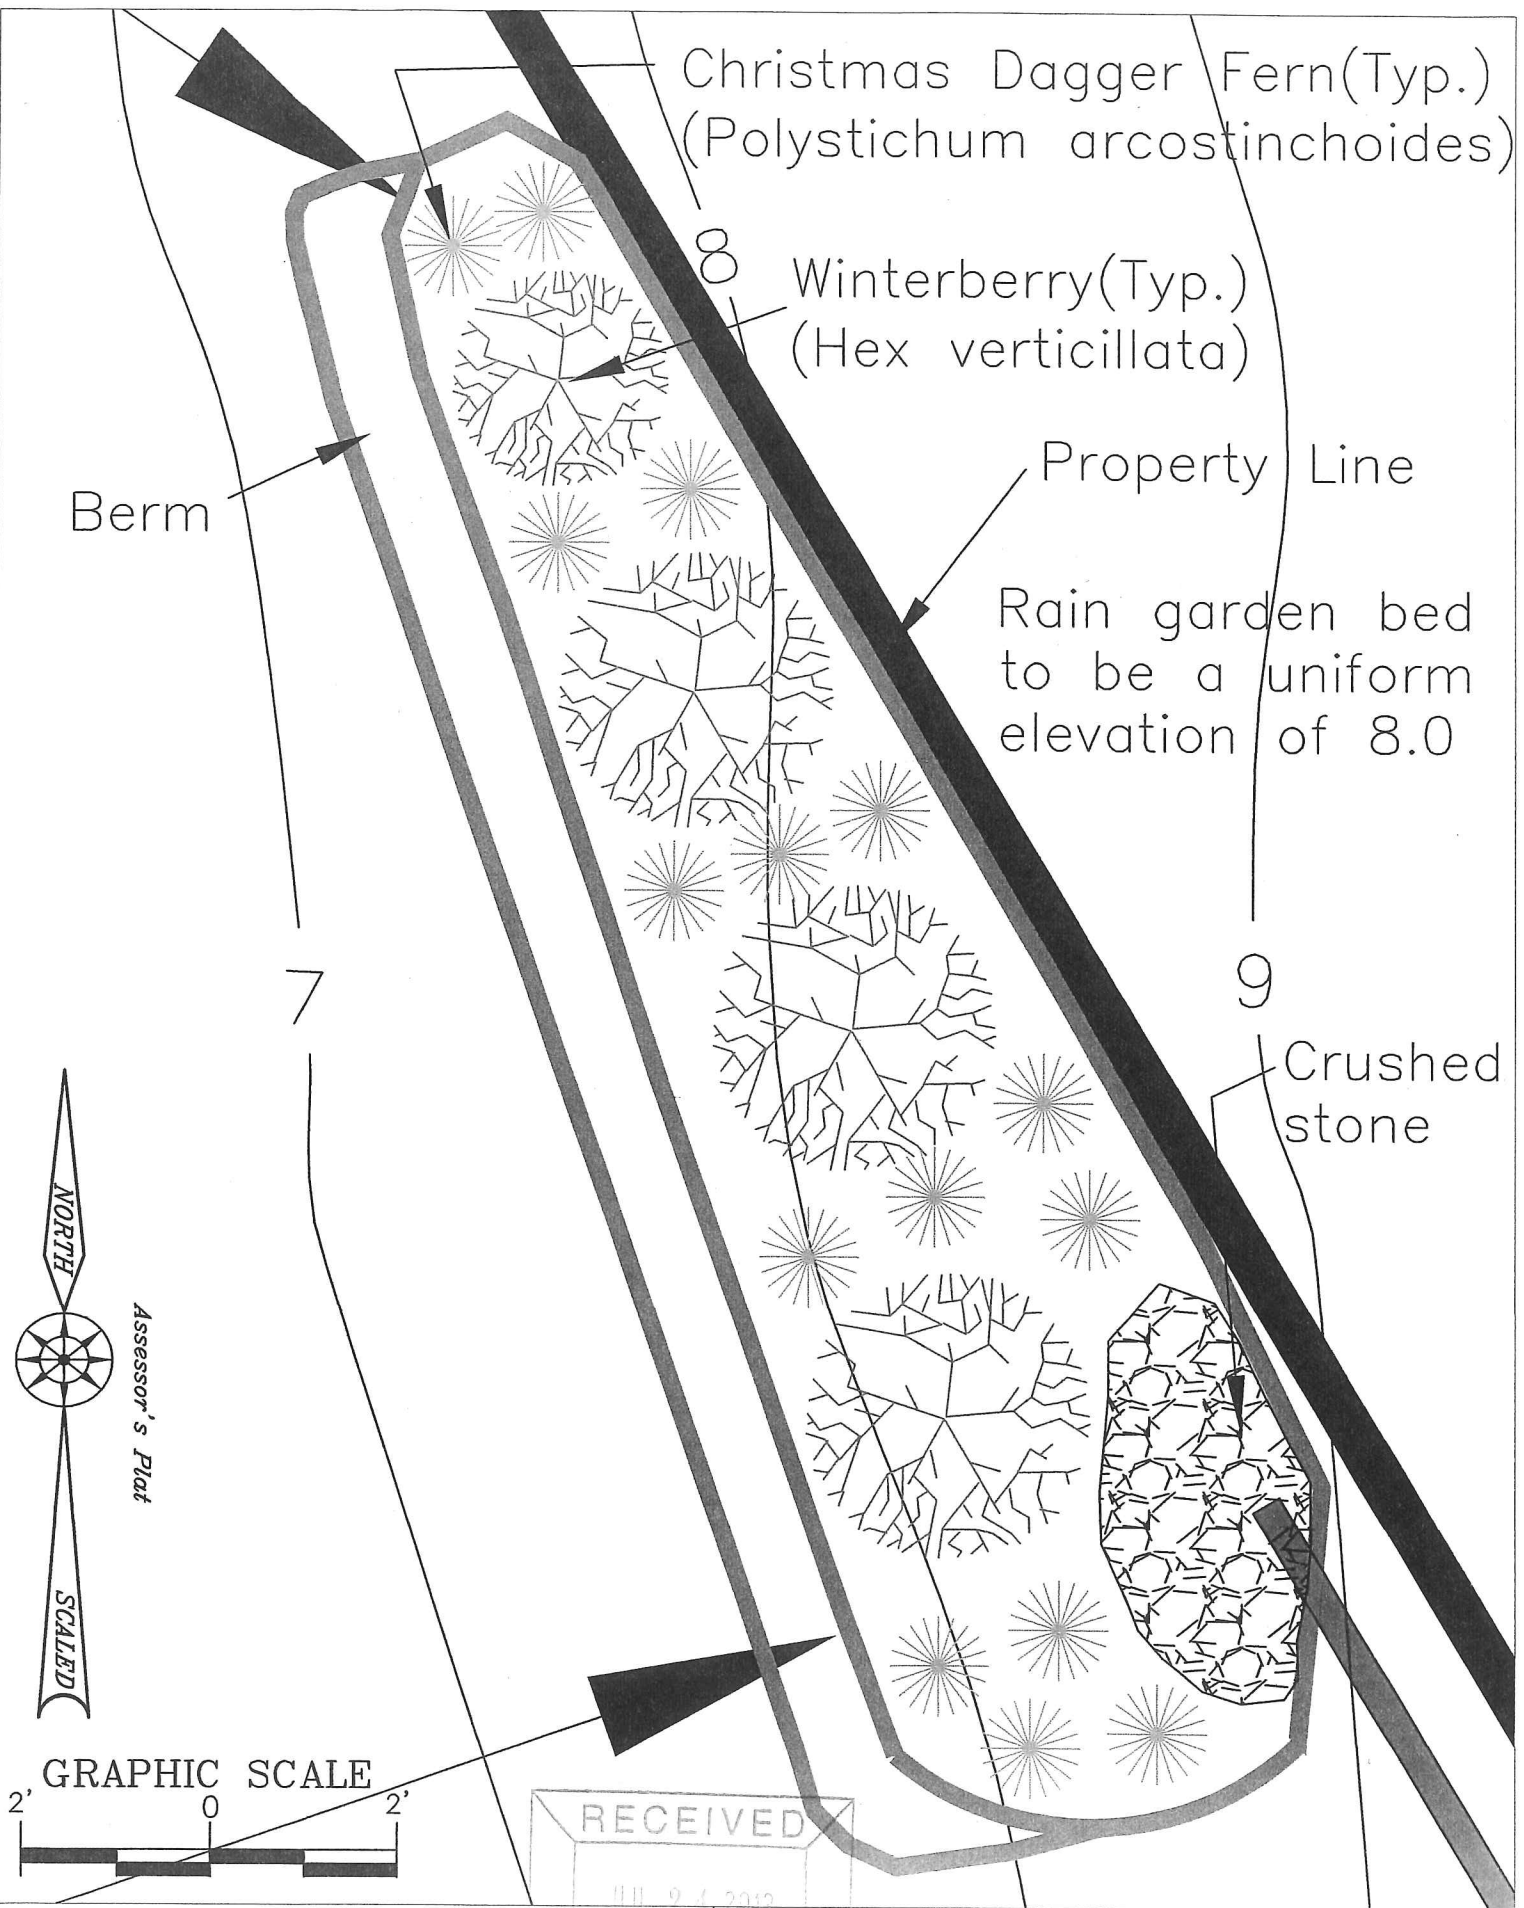 Christmas Dagger Fern(Typ.)
(Polystichum arcostinchoides)
8
Winterberry(Typ.)
(Hex verticillata)
Property Line
Berm
Rain garden bed
to be a uniform
elevation of 8.0
7
9
Crushed
stone
NORTH
Assessor's Plat
SCALED
GRAPHIC SCALE
2' 0 2'
RECEIVED